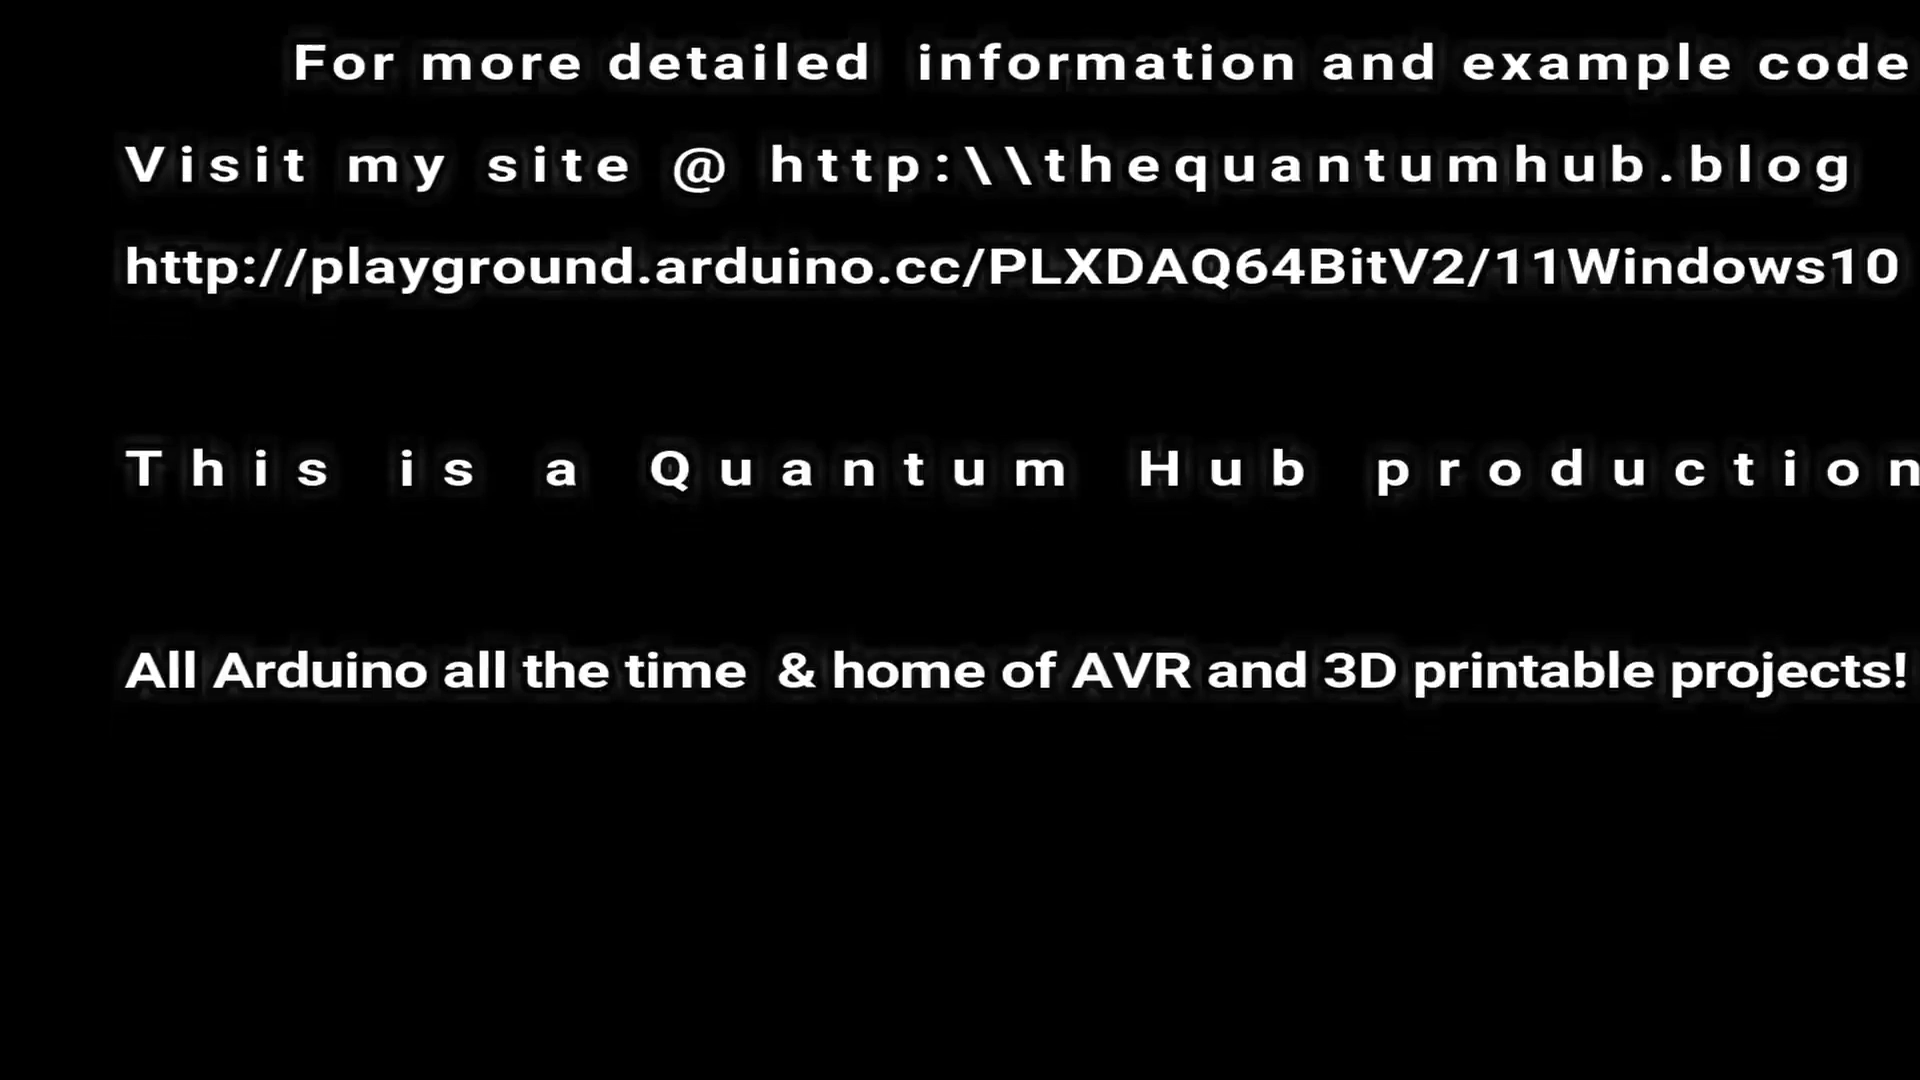 For more detailed  information and example code
Visit my site @ http:\\thequantumhub.blog
http://playground.arduino.cc/PLXDAQ64BitV2/11Windows10
This is a Quantum Hub production
All Arduino all the time  & home of AVR and 3D printable projects!